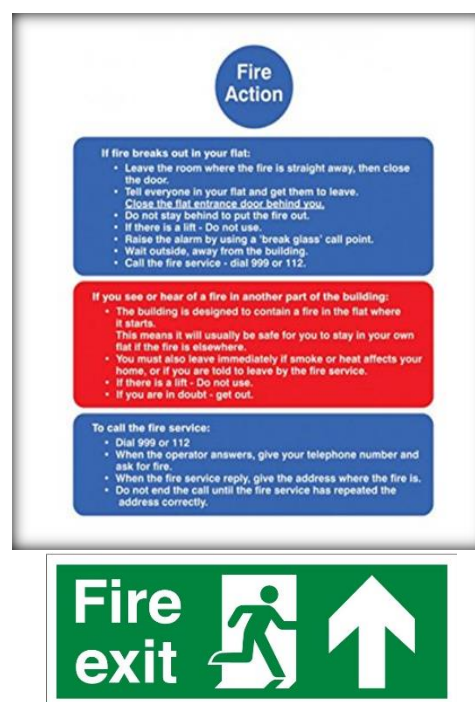 Fire
Action
If fire breaks out in your flat:
• Leave the room where the fire is straight away, then close
the door.
• Tell everyone in your flat and get them to leave.
Close the flat entrance door behind you.
• Do not stay behind to put the fire out.
• If there is a lift - Do not use.
• Raise the alarm by using a 'break glass' call point.
• Wait outside, away from the building.
• Call the fire service - dial 999 or 112.
If you see or hear of a fire in another part of the building:
• The building is designed to contain a fire in the flat where
it starts.
This means it will usually be safe for you to stay in your own
flat if the fire is elsewhere.
• You must also leave immediately if smoke or heat affects your
home, or if you are told to leave by the fire service.
• If there is a lift - Do not use.
• If you are in doubt - get out.
To call the fire service:
• Dial 999 or 112
• When the operator answers, give your telephone number and
ask for fire.
• When the fire service reply, give the address where the fire is.
• Do not end the call until the fire service has repeated the
address correctly.
Fire
exit